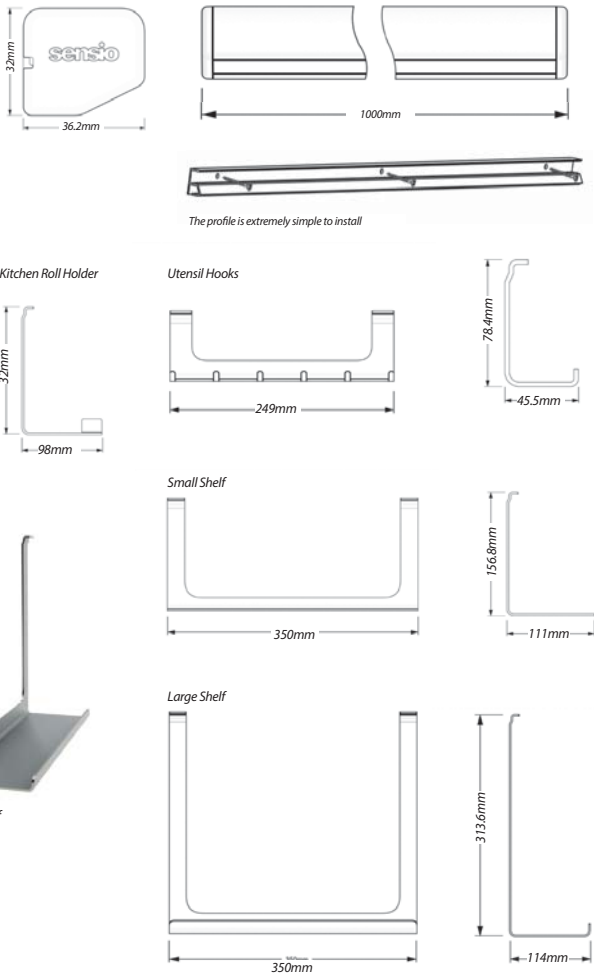 sensio
32mm
36.2mm
1000mm
The profile is extremely simple to install
Kitchen Roll Holder
Utensil Hooks
32mm
98mm
249mm
78.4mm
45.5mm
Small Shelf
350mm
156.8mm
111mm
Large Shelf
350mm
313.6mm
114mm